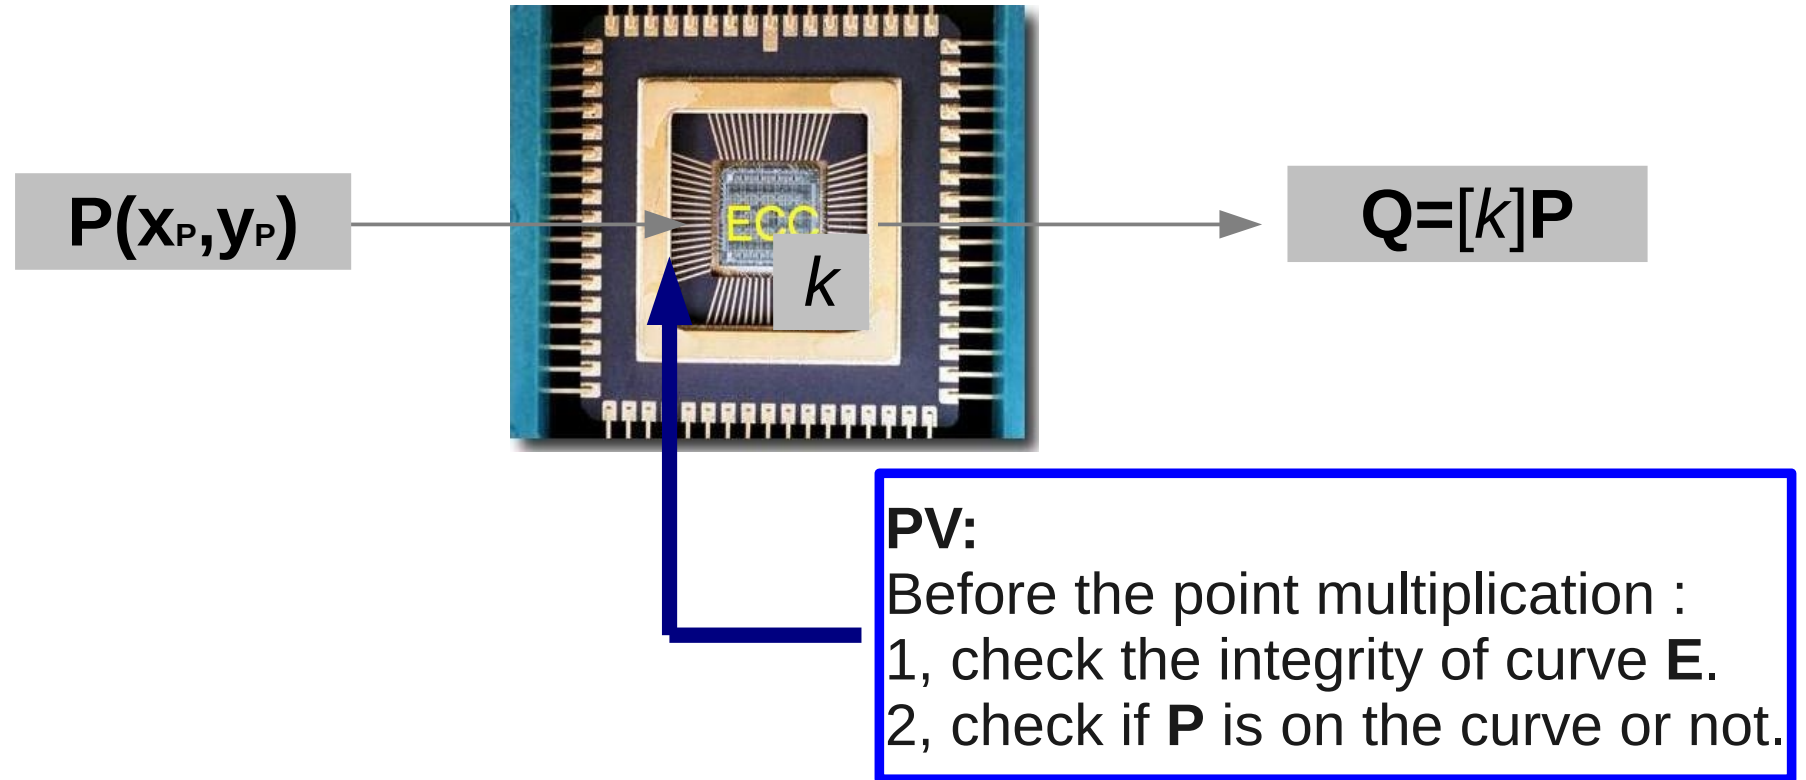 P(xP,yP)
ECC
k
Q=[k]P
PV:
Before the point multiplication :
1, check the integrity of curve E.
2, check if P is on the curve or not.